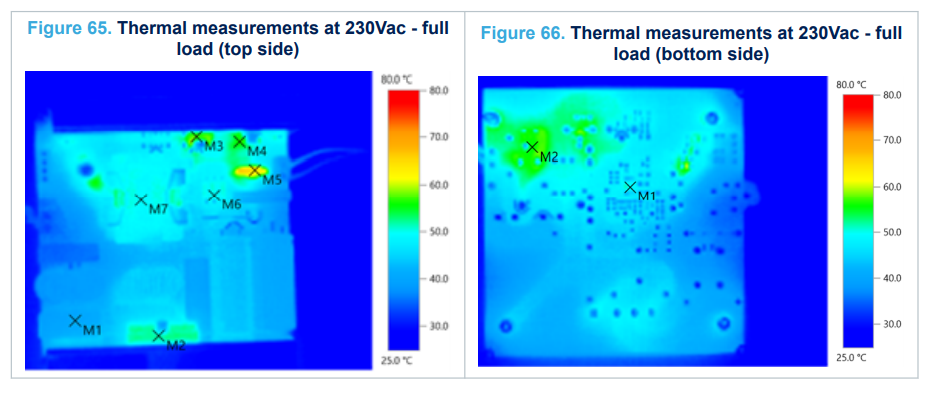 Figure 65. Thermal measurements at 230Vac - full
load (top side)
80.0 °C
80.0
70.0
60.0
50.0
40.0
30.0
25.0 °C
M3
M4
M5
M6
M7
M1
M2
Figure 66. Thermal measurements at 230Vac - full
load (bottom side)
80.0 °C
80.0
70.0
60.0
50.0
40.0
30.0
25.0 °C
M2
M1